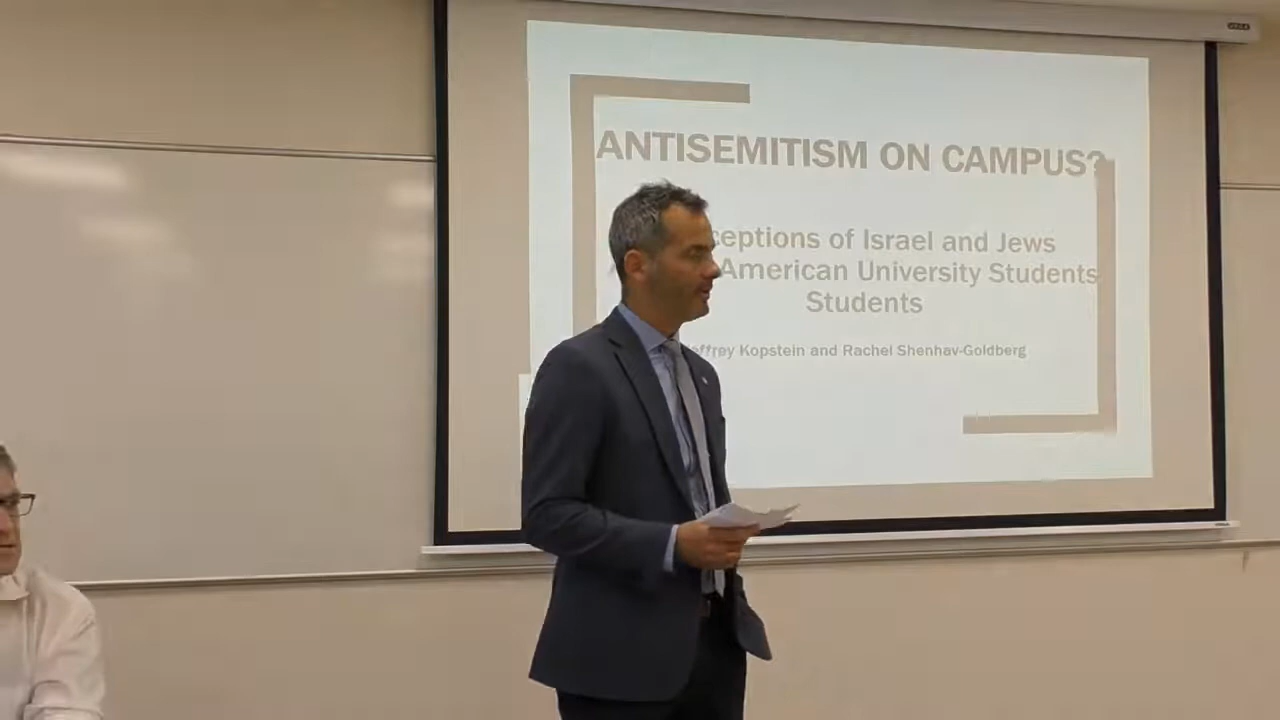 ANTISEMITISM ON CAMPUS?
ceptions of Israel and Jews
American University Students
Students
effrey Kopstein and Rachel Shenhav-Goldberg